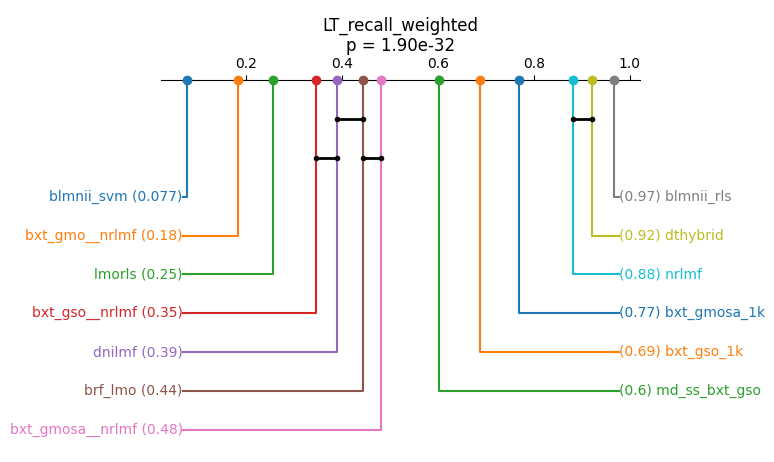 LT_recall_weighted
p = 1.90e-32
0.2 0.4 0.6 0.8 1.0
blmnii_svm (0.077) (0.97) blmnii_rls
bxt_gmo__nrlmf (0.18) (0.92) dthybrid
lmorls (0.25) (0.88) nrlmf
bxt_gso__nrlmf (0.35) (0.77) bxt_gmosa_1k
dnilmf (0.39) (0.69) bxt_gso_1k
brf_lmo (0.44) (0.6) md_ss_bxt_gso
bxt_gmosa__nrlmf (0.48)